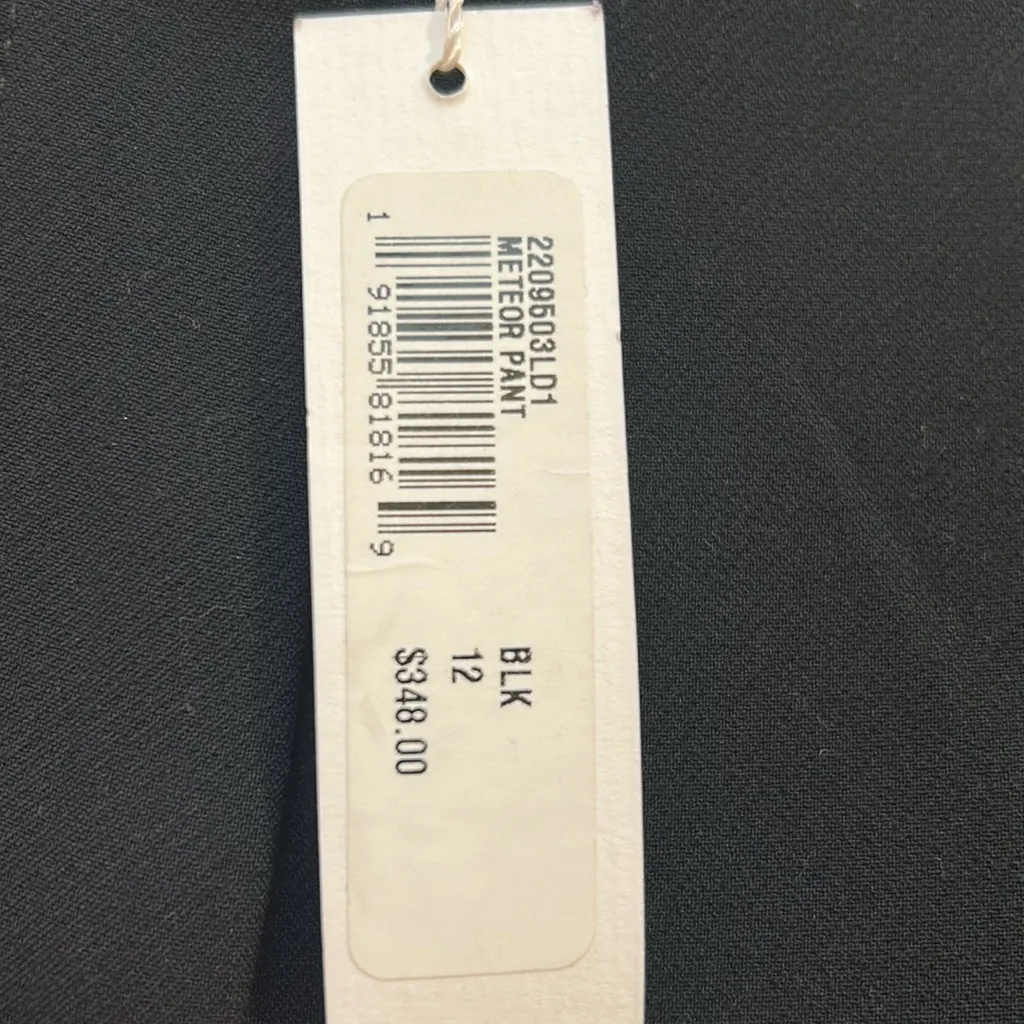 2209503LD1
METEOR PANT
1 91855 81816 9
BLK
12
$348.00